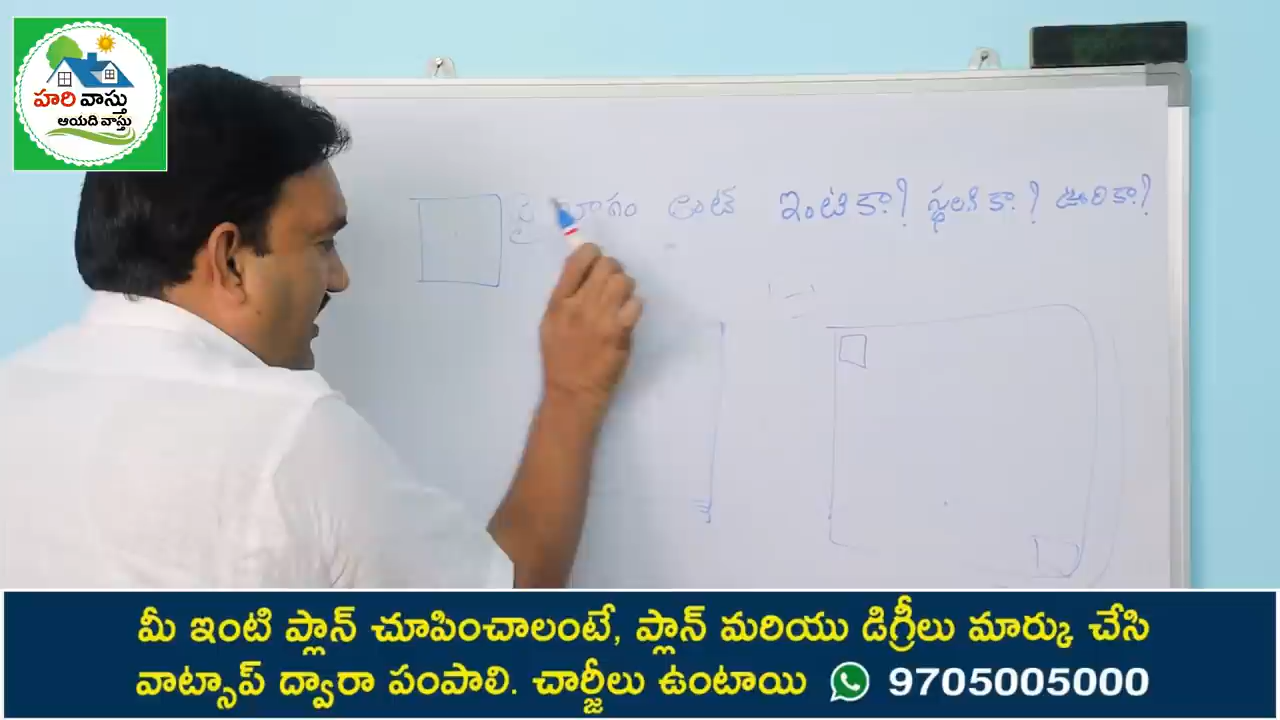 హరి వాస్తు
ఆయది వాస్తు
అంటే ఇంటికా? స్థలానికా? ఊరికా?
మీ ఇంటి ప్లాన్ చూపించాలంటే, ప్లాన్ మరియు డిగ్రీలు మార్కు చేసి
వాట్సాప్ ద్వారా పంపాలి. చార్జీలు ఉంటాయి 9705005000